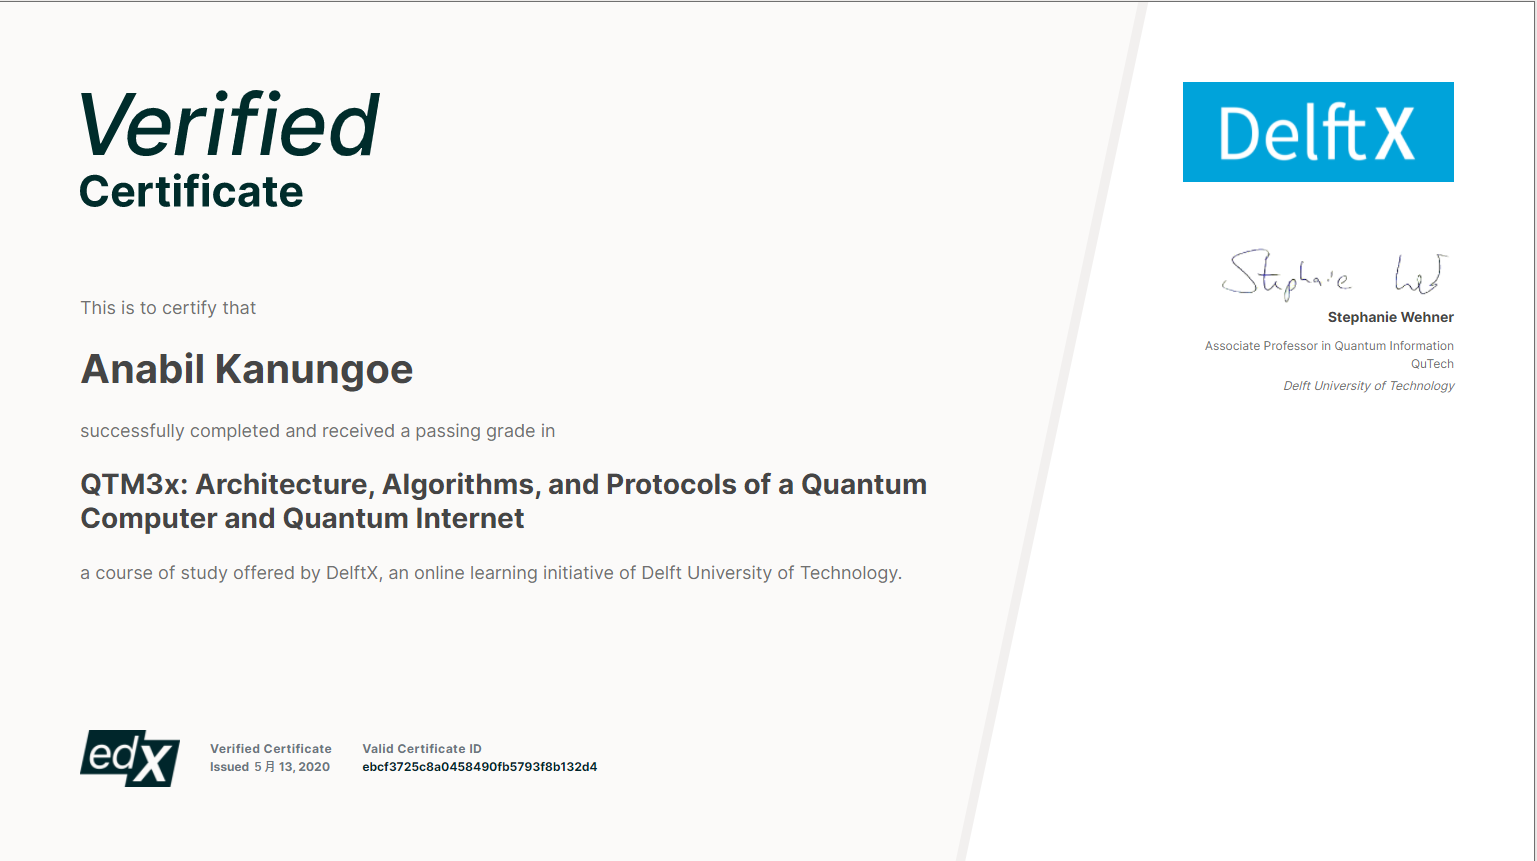 Verified
Certificate
This is to certify that
Anabil Kanungoe
successfully completed and received a passing grade in
QTM3x: Architecture, Algorithms, and Protocols of a Quantum
Computer and Quantum Internet
a course of study offered by DelftX, an online learning initiative of Delft University of Technology.
edX
Verified Certificate
Issued 5月 13, 2020
Valid Certificate ID
ebcf3725c8a0458490fb5793f8b132d4
DelftX
Stephanie
Stephanie Wehner
Associate Professor in Quantum Information
QuTech
Delft University of Technology